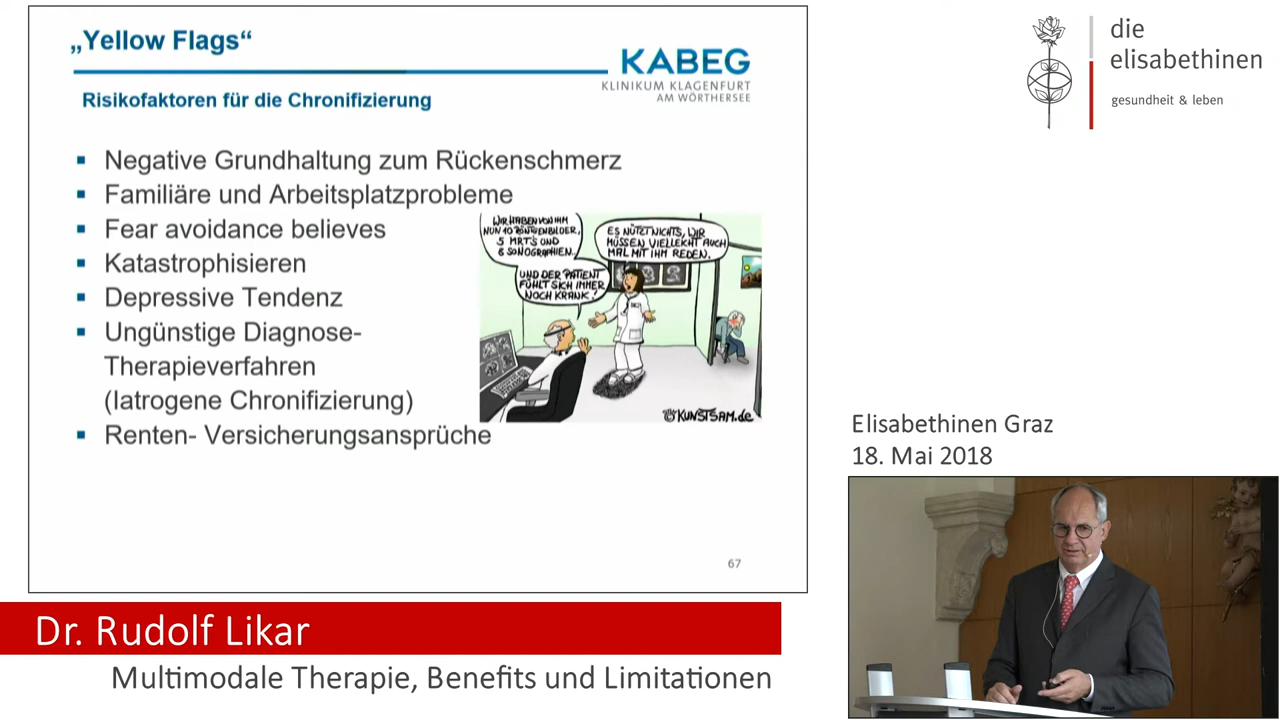 „Yellow Flags“
KABEG
KLINIKUM KLAGENFURT
AM WÖRTHERSEE
Risikofaktoren für die Chronifizierung
▪ Negative Grundhaltung zum Rückenschmerz
▪ Familiäre und Arbeitsplatzprobleme
▪ Fear avoidance believes
▪ Katastrophisieren
▪ Depressive Tendenz
▪ Ungünstige Diagnose-
Therapieverfahren
(Iatrogene Chronifizierung)
▪ Renten- Versicherungsansprüche
WIR HABEN VON IHM
NUN 10 RÖNTGENBILDER,
5 MRT'S UND
8 SONOGRAPHIEN.
UND DER PATIENT
FÜHLT SICH IMMER
NOCH KRANK!
ES NÜTZT NICHTS, WIR
MÜSSEN VIELLEICHT AUCH
MAL MIT IHM REDEN.
©KUNSTSAM.de
67
die
elisabethinen
gesundheit & leben
Elisabethinen Graz
18. Mai 2018
Dr. Rudolf Likar
Multimodale Therapie, Benefits und Limitationen